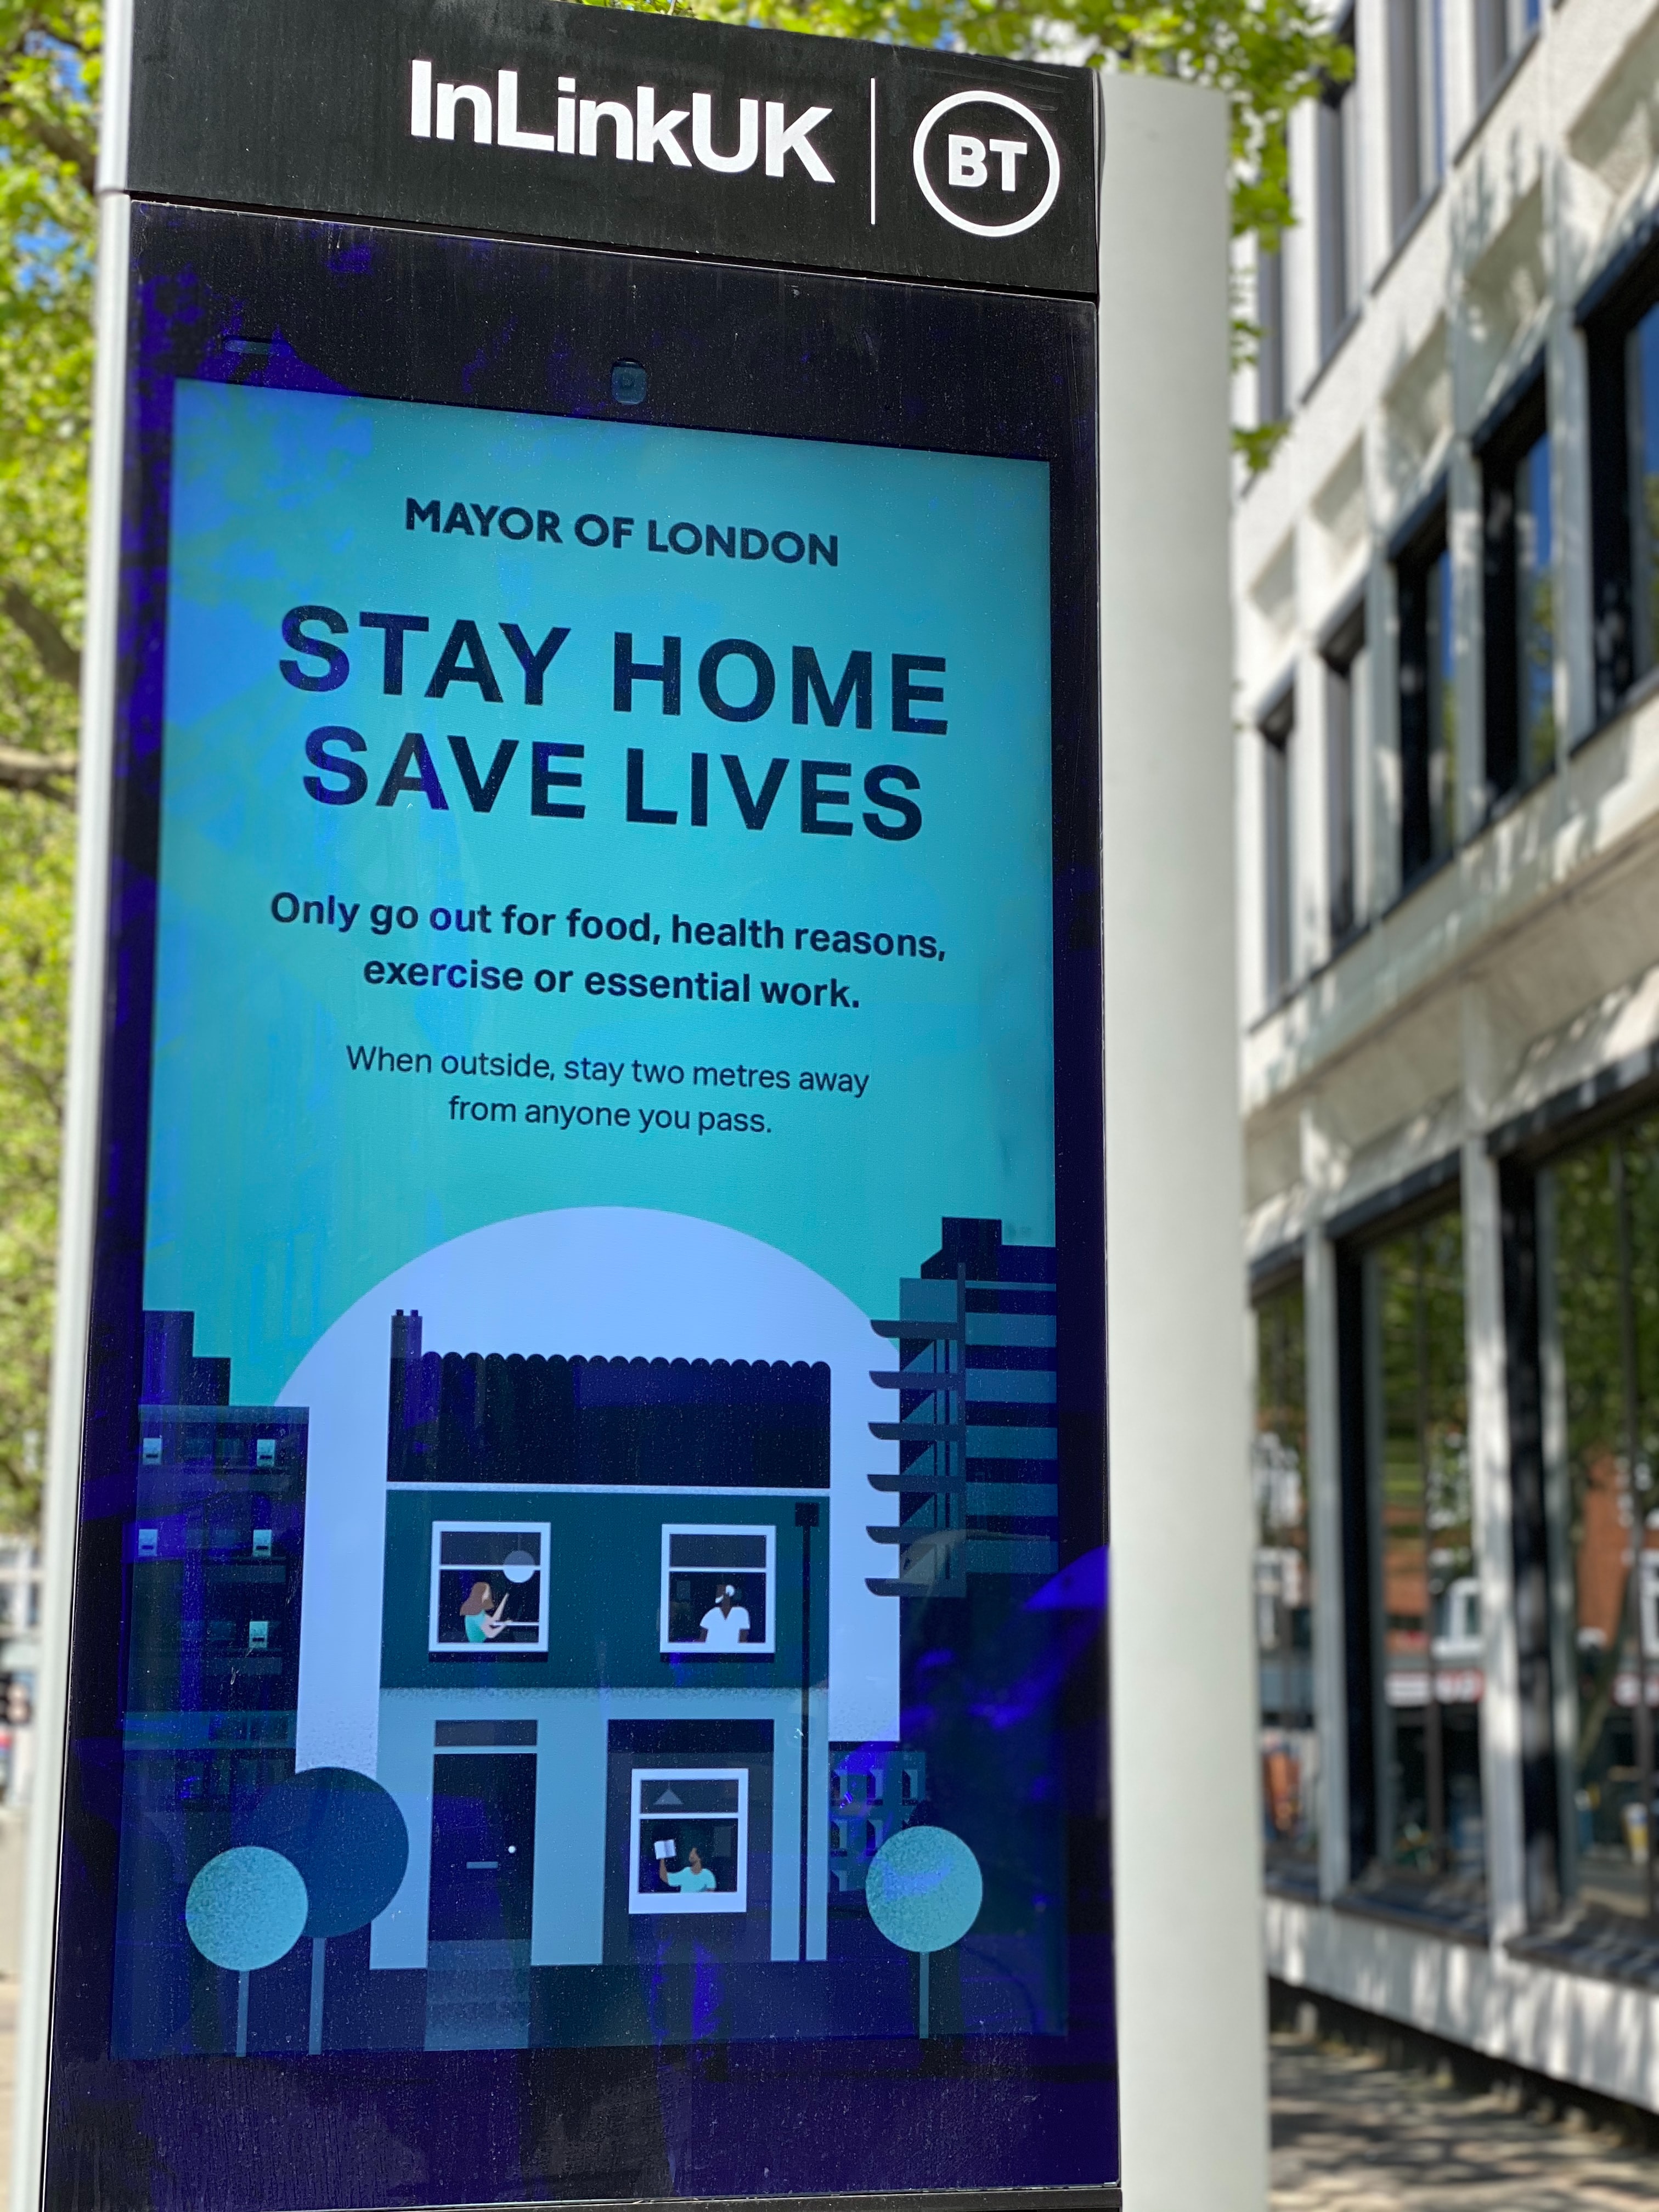 InLinkUK | BT
MAYOR OF LONDON
STAY HOME
SAVE LIVES
Only go out for food, health reasons,
exercise or essential work.
When outside, stay two metres away
from anyone you pass.